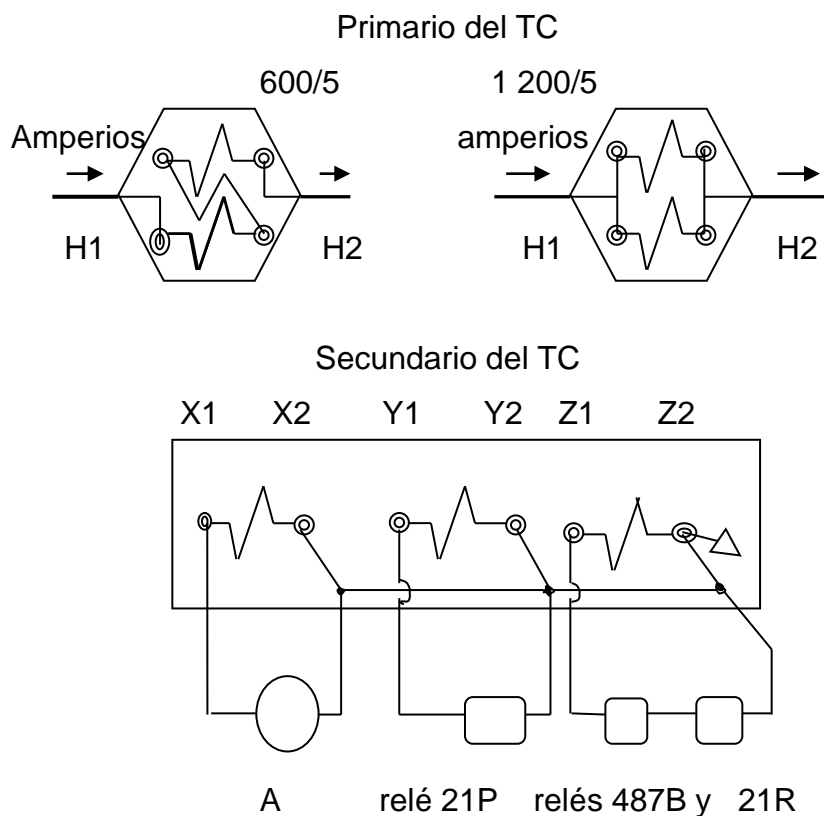 Primario del TC
600/5 1 200/5
Amperios amperios
H1 H2 H1 H2
Secundario del TC
X1 X2 Y1 Y2 Z1 Z2
A relé 21P relés 487B y 21R